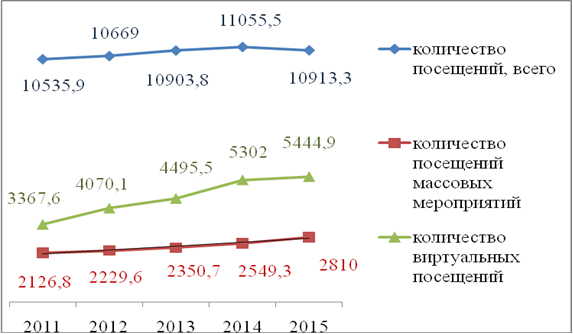 10535,9
10669
10903,8
11055,5
10913,3
количество
посещений, всего
3367,6
4070,1
4495,5
5302
5444,9
количество
посещений
массовых
мероприятий
2126,8
2229,6
2350,7
2549,3
2810
количество
виртуальных
посещений
2011 2012 2013 2014 2015